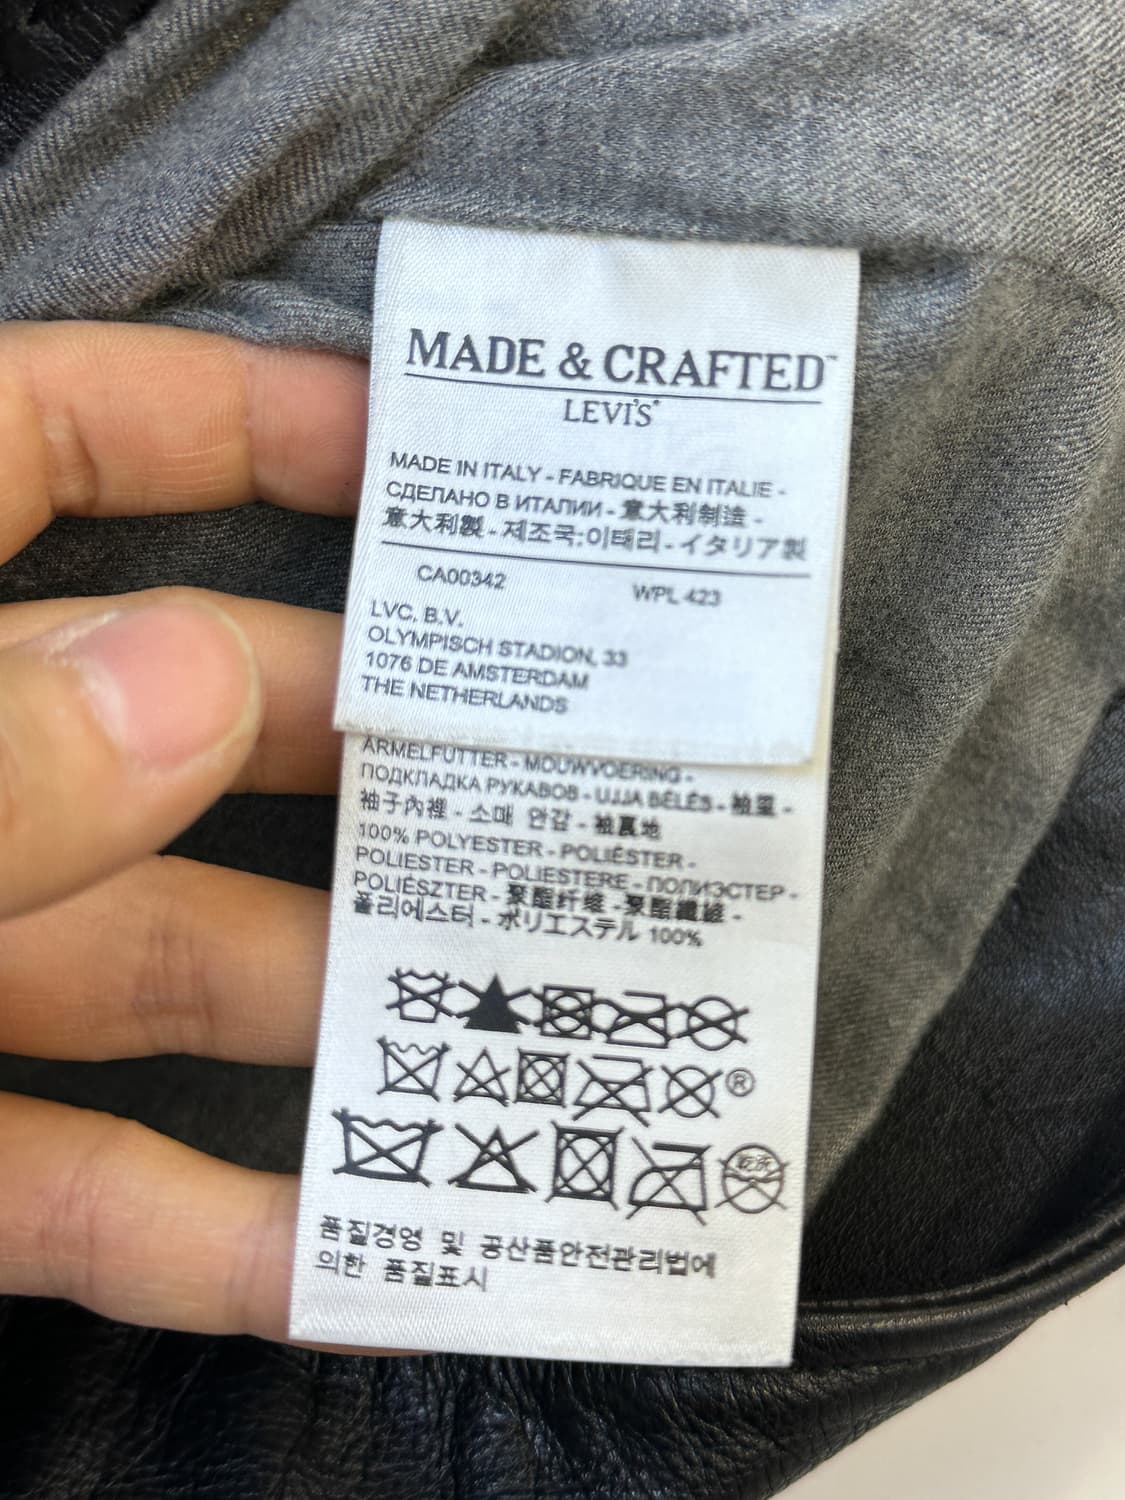 MADE & CRAFTED™
LEVI'S®
MADE IN ITALY - FABRIQUE EN ITALIE -
СДЕЛАНО В ИТАЛИИ - 意大利制造 -
意大利製 - 제조국:이태리 - イタリア製
CA00342 WPL 423
LVC. B.V.
OLYMPISCH STADION, 33
1076 DE AMSTERDAM
THE NETHERLANDS
ÄRMELFUTTER - MOUWVOERING -
ПОДКЛАДКА РУКАВОВ - UJJA BÉLÉS - 袖里 -
袖子內裡 - 소매 안감 - 袖裏地
100% POLYESTER - POLIÉSTER -
POLIESTER - POLIESTERE - ПОЛИЭСТЕР -
POLIÉSZTER - 聚酯纤维 - 聚酯纖維 -
폴리에스터 - ポリエステル 100%
®
乾洗
품질경영 및 공산품안전관리법에
의한 품질표시